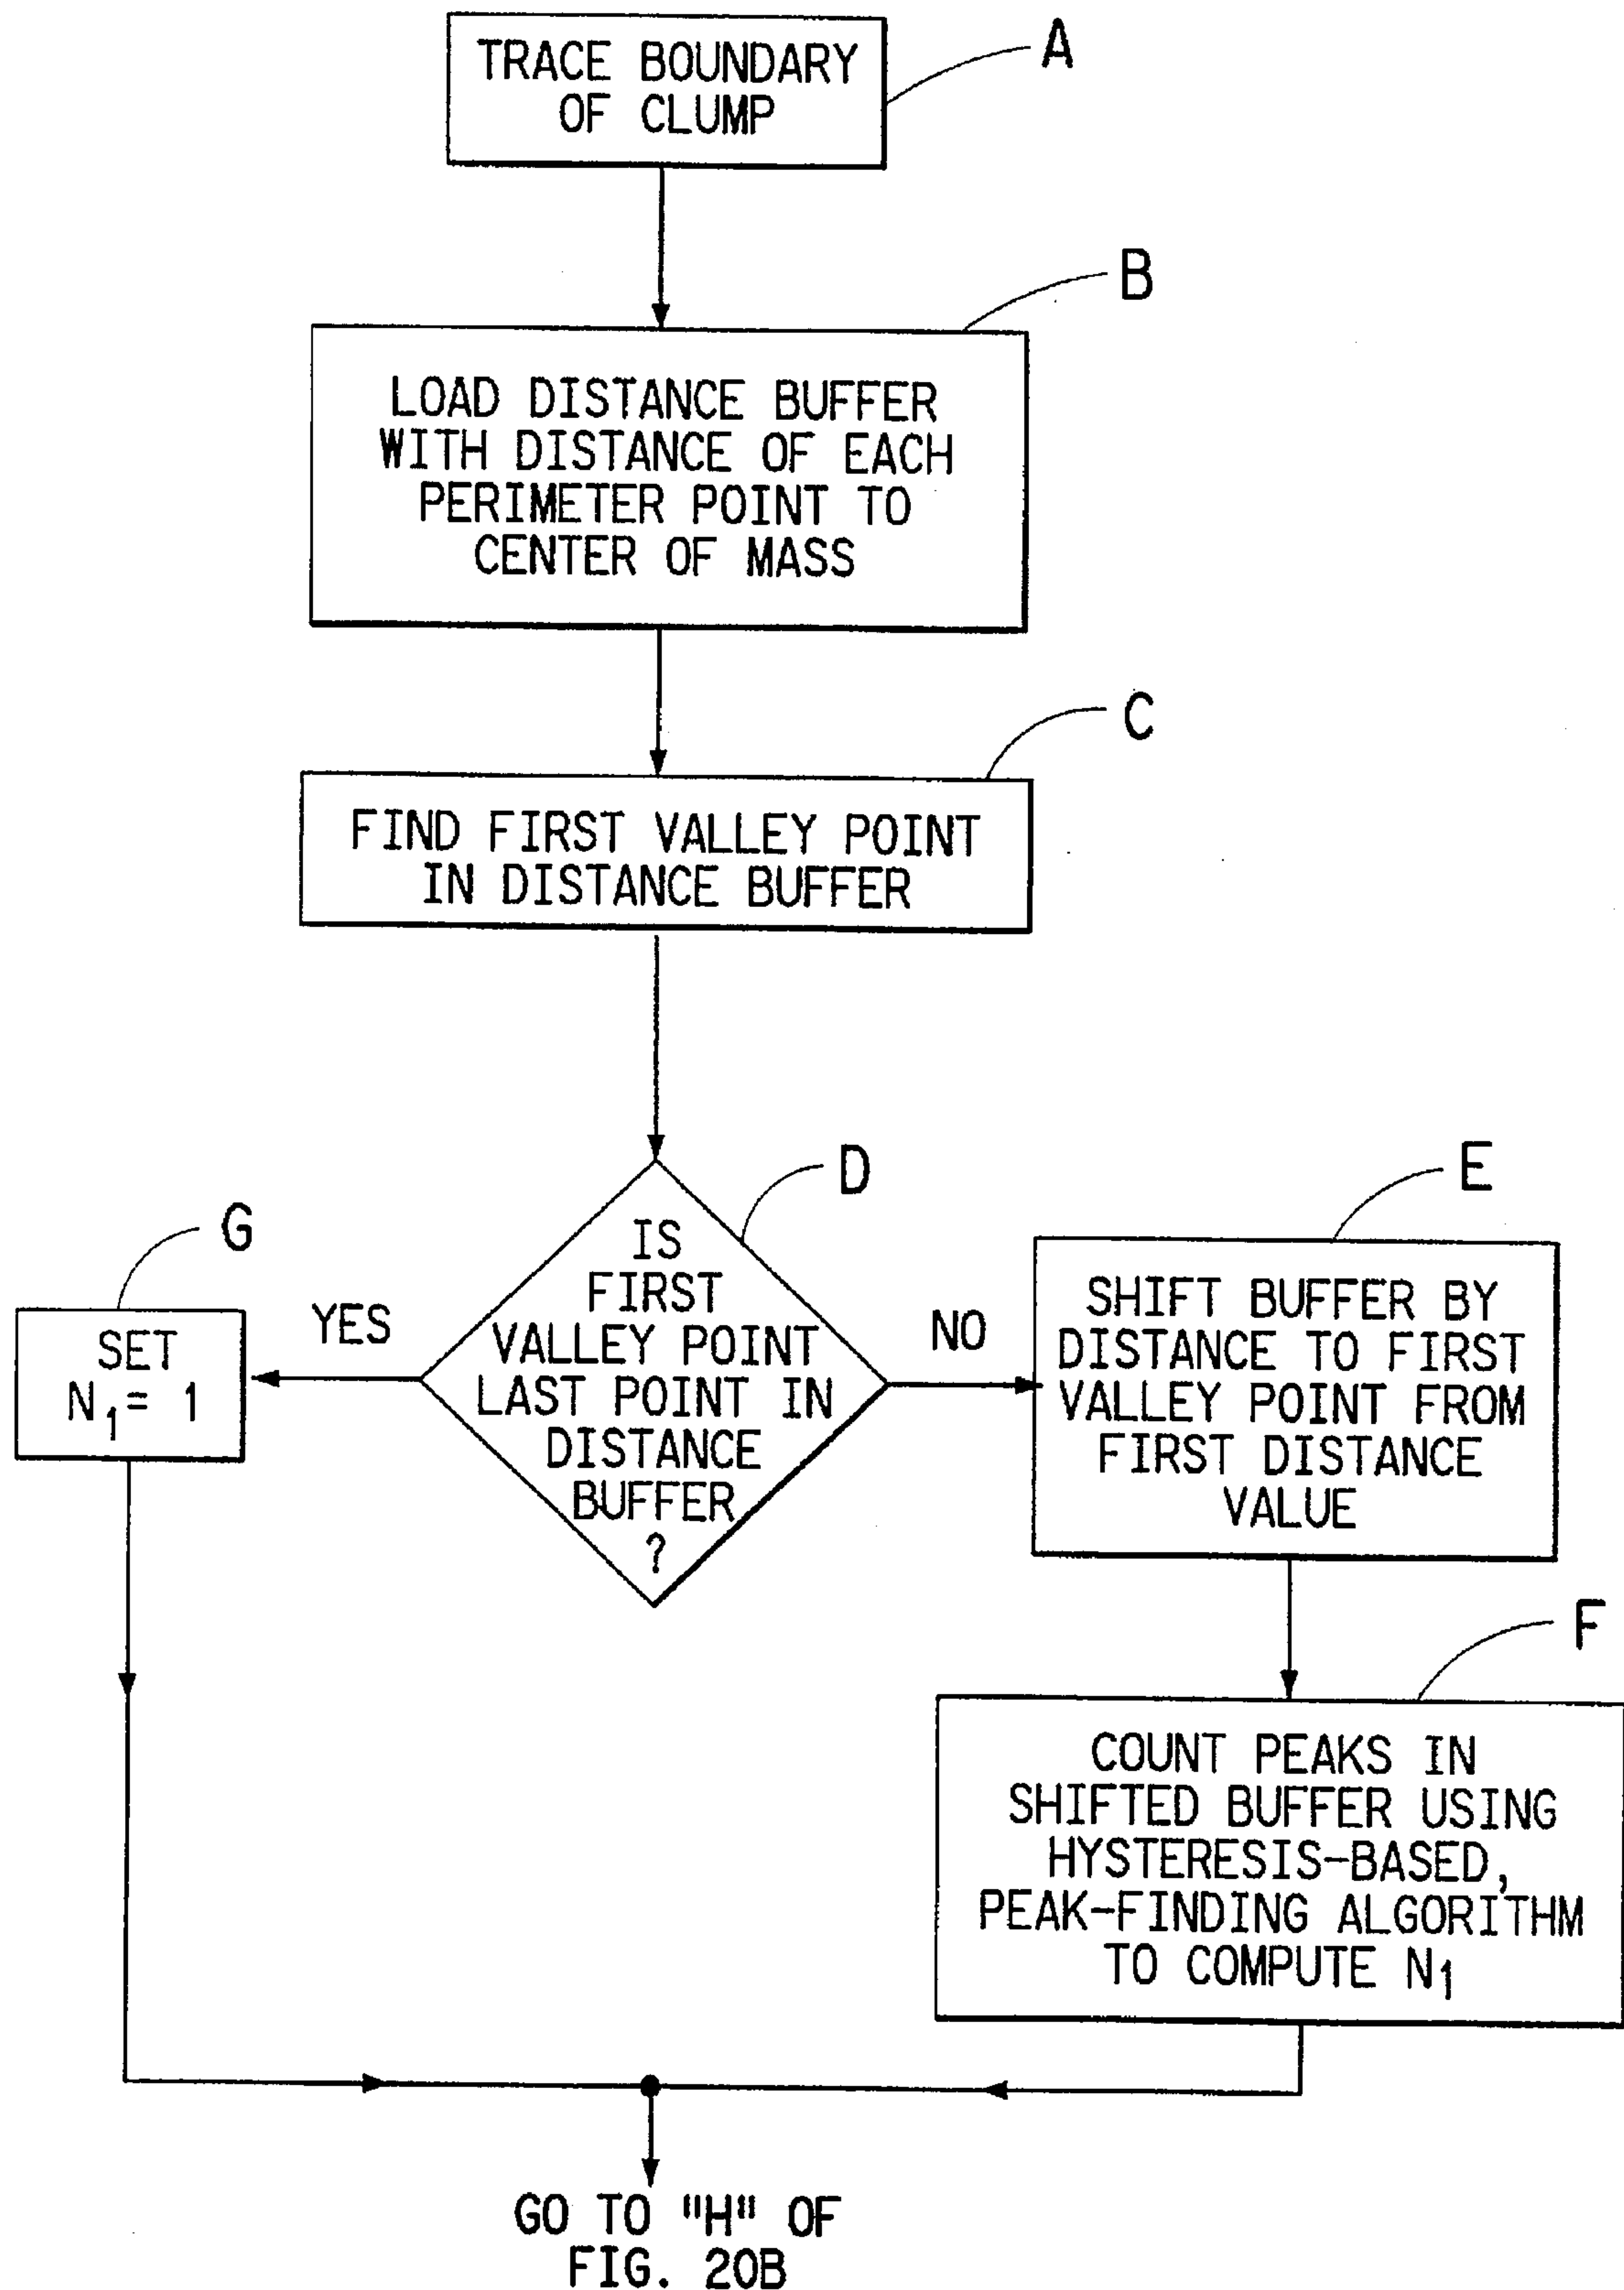 TRACE BOUNDARY
OF CLUMP
A
B
LOAD DISTANCE BUFFER
WITH DISTANCE OF EACH
PERIMETER POINT TO
CENTER OF MASS
C
FIND FIRST VALLEY POINT
IN DISTANCE BUFFER
D
IS
FIRST
VALLEY POINT
LAST POINT IN
DISTANCE
BUFFER
?
G
YES
SET
N₁= 1
NO
E
SHIFT BUFFER BY
DISTANCE TO FIRST
VALLEY POINT FROM
FIRST DISTANCE
VALUE
F
COUNT PEAKS IN
SHIFTED BUFFER USING
HYSTERESIS-BASED,
PEAK-FINDING ALGORITHM
TO COMPUTE N₁
GO TO "H" OF
FIG. 20B